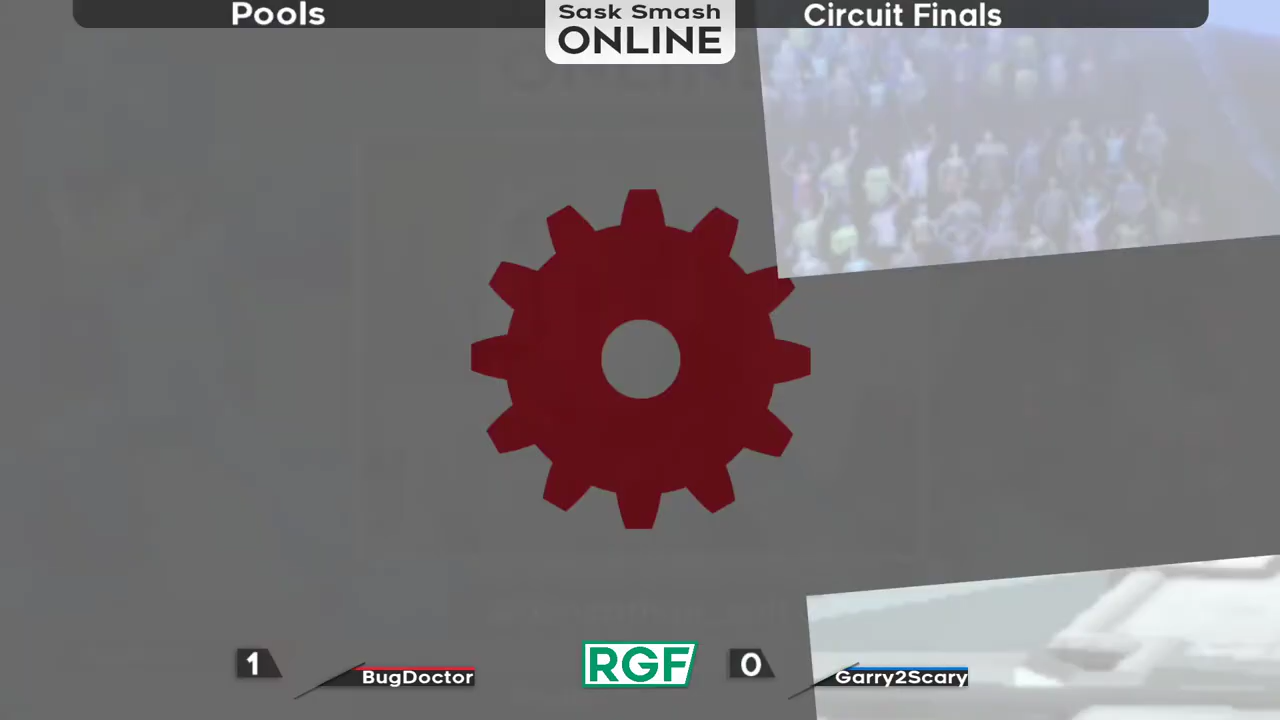 Pools
Sask Smash
ONLINE
Circuit Finals
1
BugDoctor
RGF
0
Garry2Scary